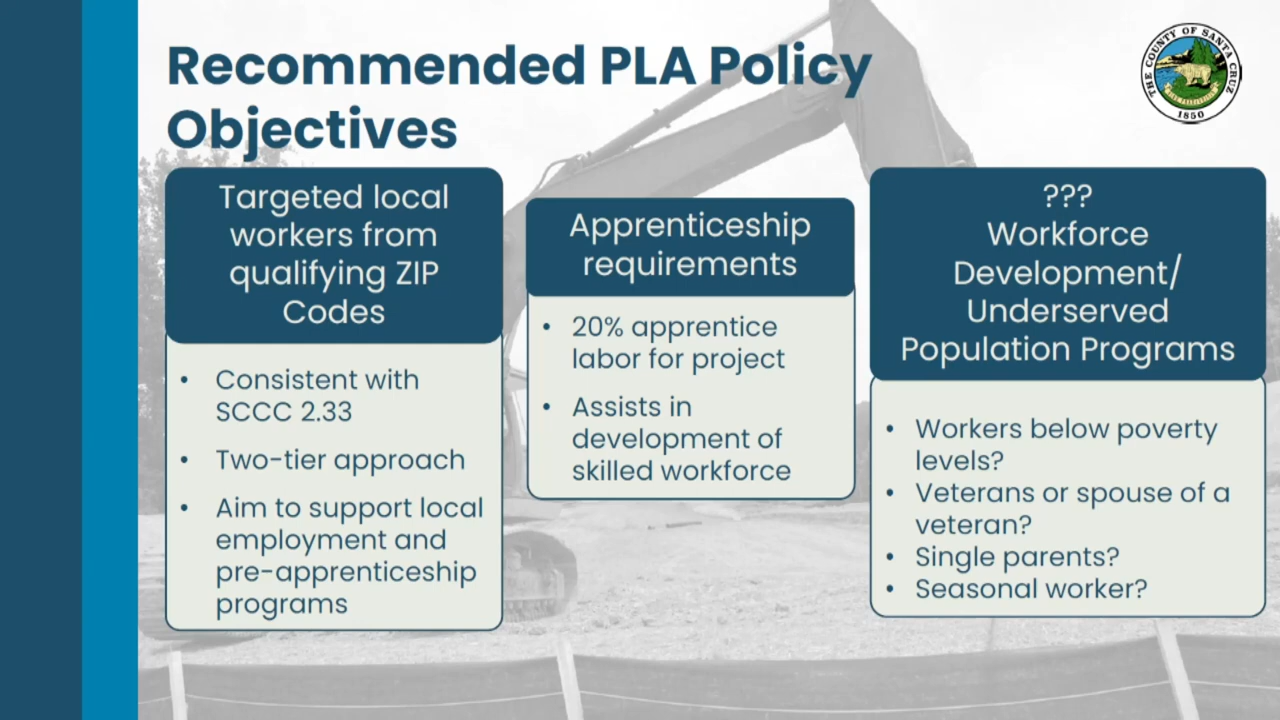 Recommended PLA Policy
Objectives
THE COUNTY OF SANTA CRUZ
1850
Targeted local
workers from
qualifying ZIP
Codes
• Consistent with
SCCC 2.33
• Two-tier approach
• Aim to support local
employment and
pre-apprenticeship
programs
Apprenticeship
requirements
• 20% apprentice
labor for project
• Assists in
development of
skilled workforce
???
Workforce
Development/
Underserved
Population Programs
• Workers below poverty
levels?
• Veterans or spouse of a
veteran?
• Single parents?
• Seasonal worker?